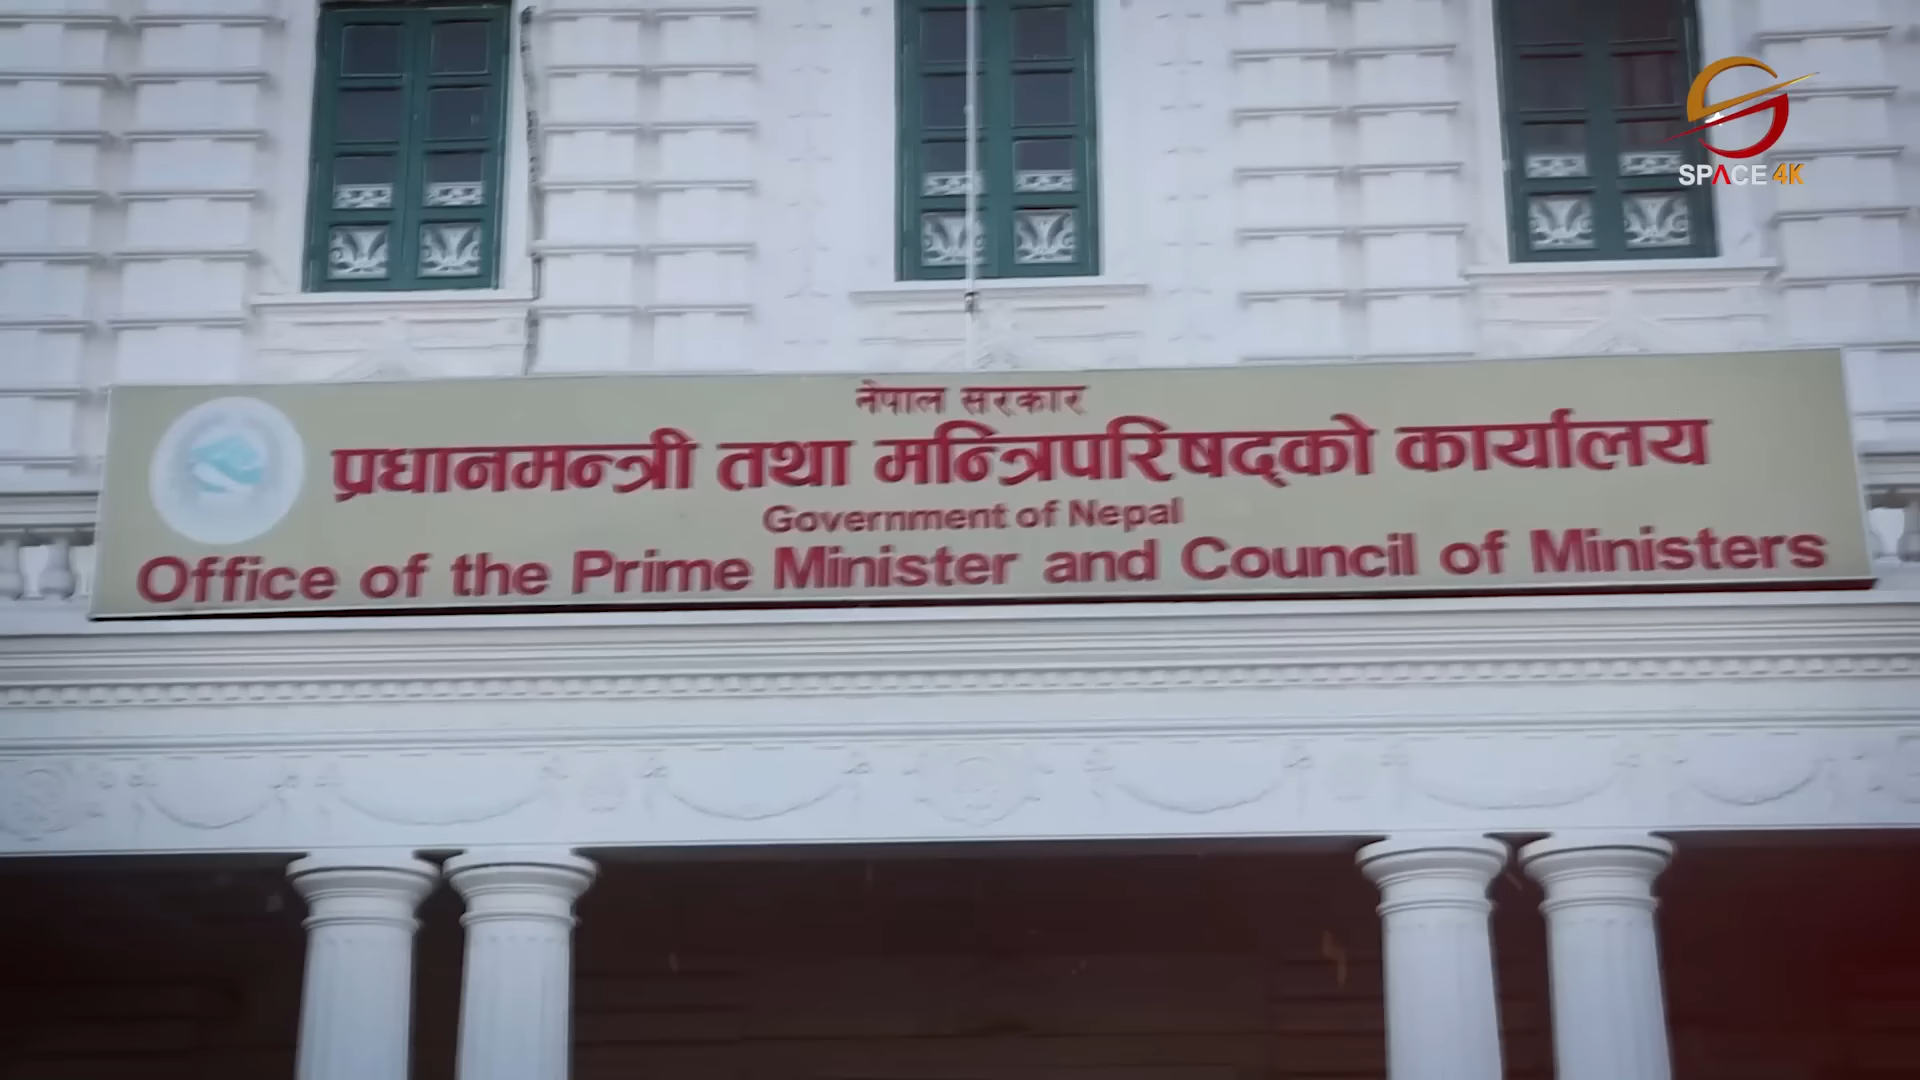 नेपाल सरकार
प्रधानमन्त्री तथा मन्त्रिपरिषद्को कार्यालय
Government of Nepal
Office of the Prime Minister and Council of Ministers
SPACE 4K